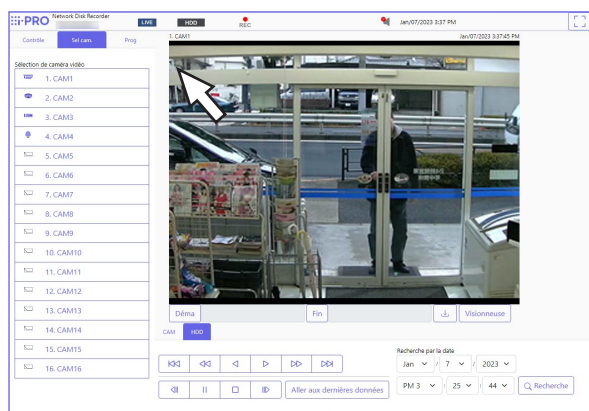 i-PRO Network Disk Recorder
LIVE HDD REC Jan/07/2023 3:37 PM
Contrôle Sel cam. Prog
1. CAM1 Jan/07/2023 3:37:45 PM
Sélection de caméra vidéo
1. CAM1
2. CAM2
3. CAM3
4. CAM4
5. CAM5
6. CAM6
7. CAM7
8. CAM8
9. CAM9
10. CAM10
11. CAM11
12. CAM12
13. CAM13
14. CAM14
15. CAM15
16. CAM16
Déma Fin Visionneuse
CAM HDD
Recherche par la date
Jan / 7 / 2023
PM 3 : 25 : 44 Recherche
Aller aux dernières données